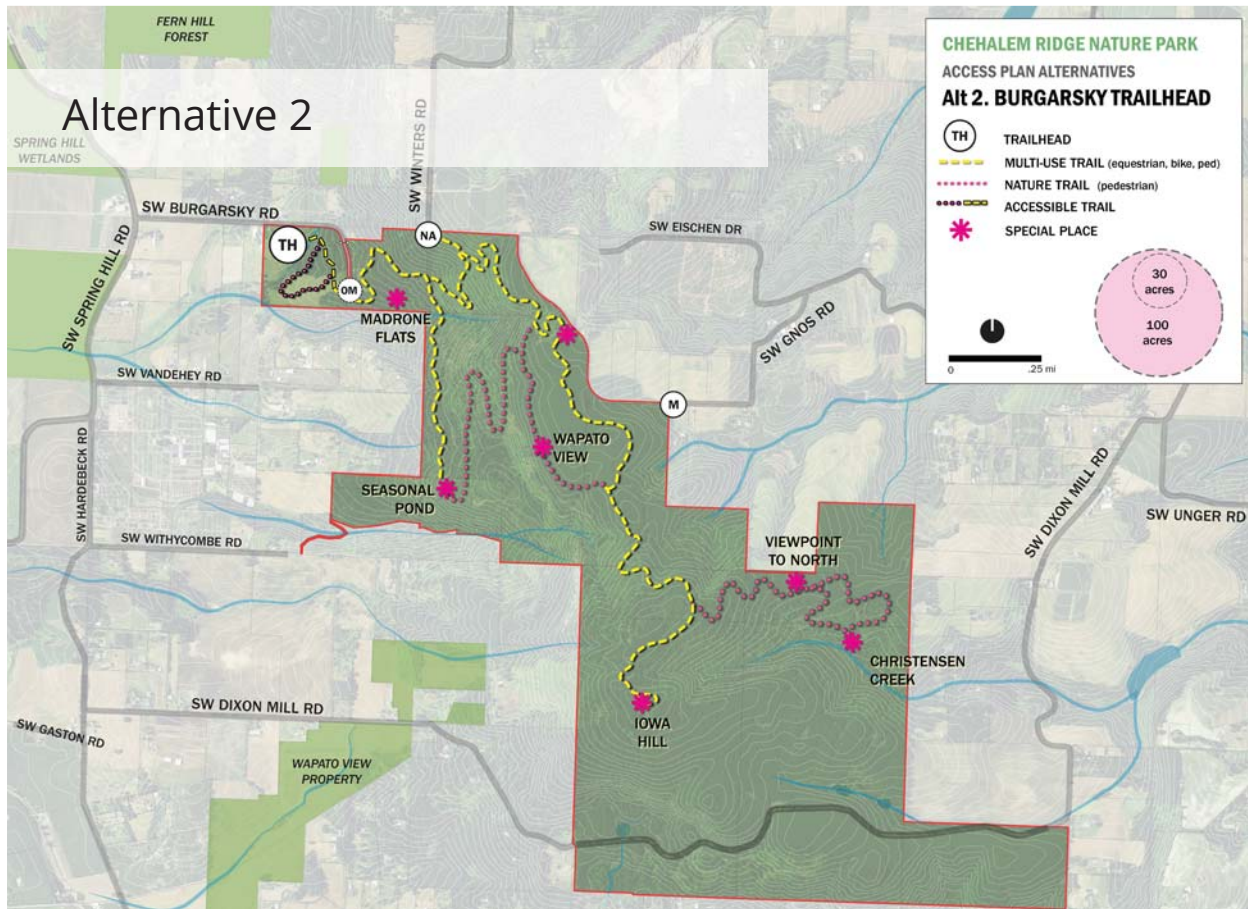 FERN HILL
FOREST
Alternative 2
SPRING HILL
WETLANDS
SW WINTERS RD
SW BURGARSKY RD
SW SPRING HILL RD
TH
NA
OM
SW EISCHEN DR
MADRONE
FLATS
SW GNOS RD
SW VANDEHEY RD
M
WAPATO
VIEW
SW HARDEBECK RD
SEASONAL
POND
SW DIXON MILL RD
SW UNGER RD
SW WITHYCOMBE RD
VIEWPOINT
TO NORTH
CHRISTENSEN
CREEK
SW DIXON MILL RD
IOWA
HILL
SW GASTON RD
WAPATO VIEW
PROPERTY
CHEHALEM RIDGE NATURE PARK
ACCESS PLAN ALTERNATIVES
Alt 2. BURGARSKY TRAILHEAD
TH TRAILHEAD
MULTI-USE TRAIL (equestrian, bike, ped)
NATURE TRAIL (pedestrian)
ACCESSIBLE TRAIL
SPECIAL PLACE
30
acres
100
acres
0 .25 mi